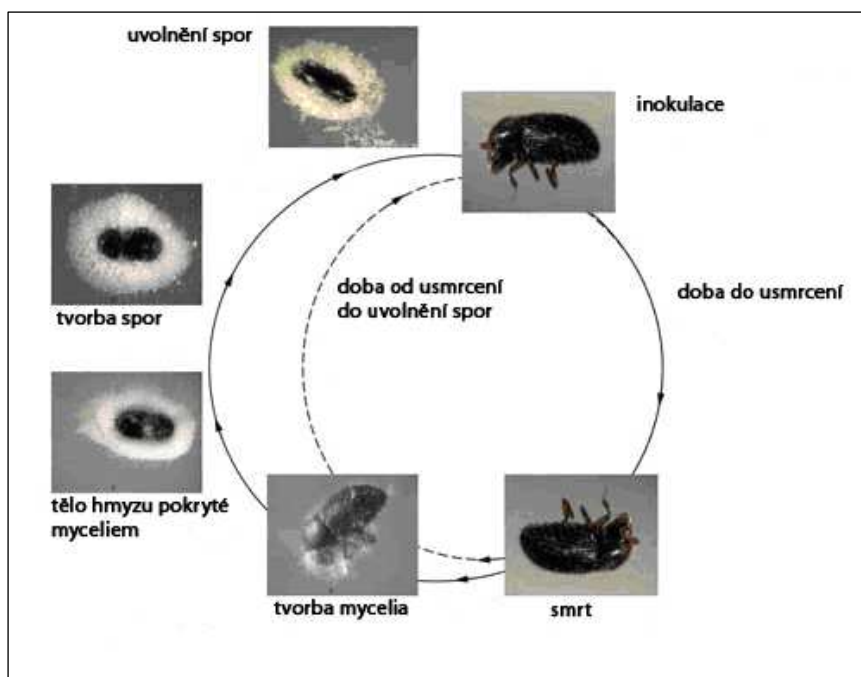 uvolnění spor
inokulace
doba od usmrcení
do uvolnění spor
doba do usmrcení
tvorba spor
tělo hmyzu pokryté
myceliem
tvorba mycelia
smrt